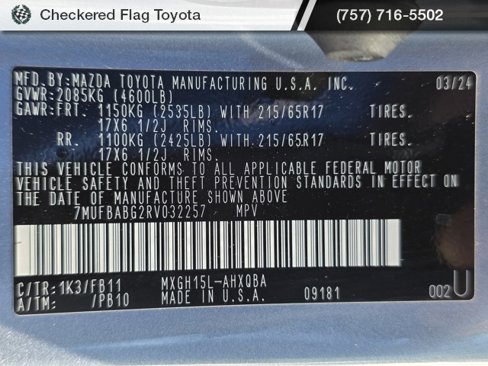 Checkered Flag Toyota
(757) 716-5502
MFD.BY:MAZDA TOYOTA MANUFACTURING U.S.A. INC. 03/24
GVWR:2085KG (4600LB)
GAWR:FRT. 1150KG (2535LB) WITH 215/65R17 TIRES.
17X6 1/2J RIMS.
RR. 1100KG (2425LB) WITH 215/65R17 TIRES.
17X6 1/2J RIMS.
THIS VEHICLE CONFORMS TO ALL APPLICABLE FEDERAL MOTOR
VEHICLE SAFETY AND THEFT PREVENTION STANDARDS IN EFFECT ON
THE DATE OF MANUFACTURE SHOWN ABOVE.
7MUFBABG2RV032257 MPV
C/TR:1K3/FB11 MXGH15L-AHXQBA
A/TM: /PB10 MADE IN U.S.A. 09181 002U